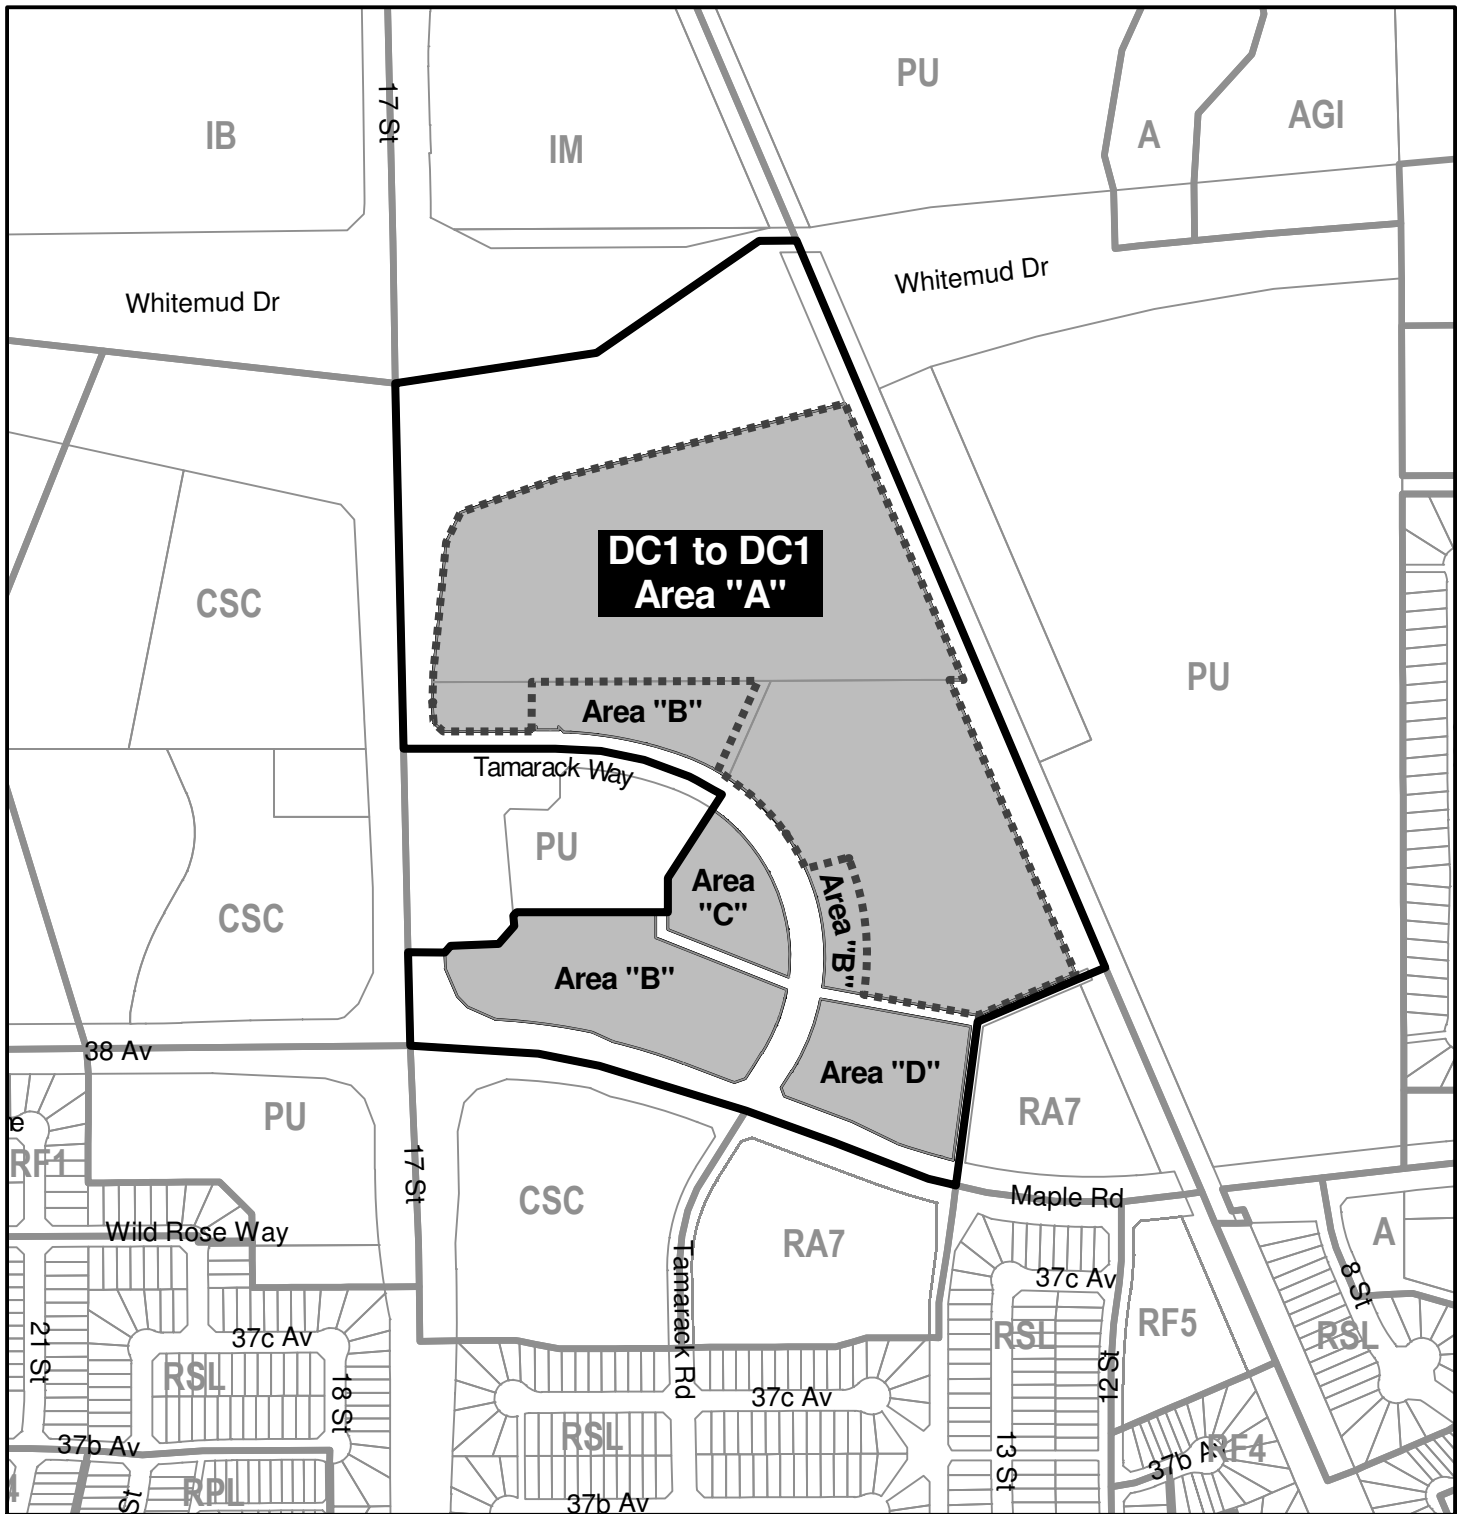 PU
17 St
IB
IM
A
AGI
Whitemud Dr
Whitemud Dr
DC1 to DC1
Area "A"
CSC
PU
Area "B"
Tamarack Way
PU
Area
"C"
Area "B"
CSC
Area "B"
38 Av
Area "D"
PU
RA7
RF1
17 St
CSC
Maple Rd
Wild Rose Way
RA7
A
Tamarack Rd
37c Av
8 St
21 St
37c Av
RSL
RF5
RSL
RSL
18 St
12 St
37c Av
37b Av
RSL
13 St
37b Av
RF4
RPL
St
37b Av